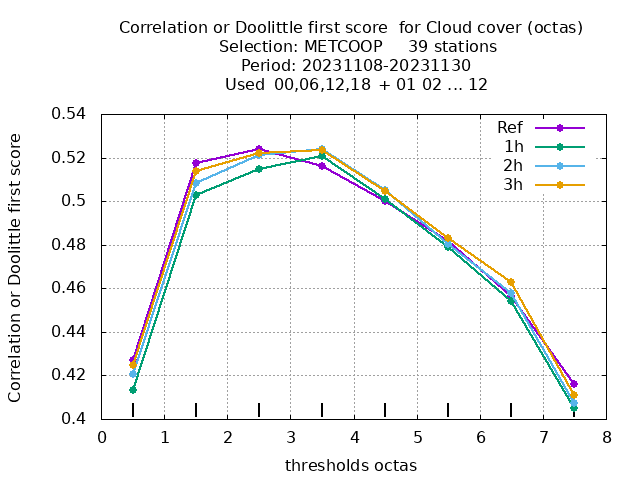 Correlation or Doolittle first score  for Cloud cover (octas)
Selection: METCOOP     39 stations
Period: 20231108-20231130
Used  00,06,12,18  + 01 02 ... 12
Correlation or Doolittle first score
0.54
0.52
0.5
0.48
0.46
0.44
0.42
0.4
Ref
1h
2h
3h
0 1 2 3 4 5 6 7 8
thresholds octas